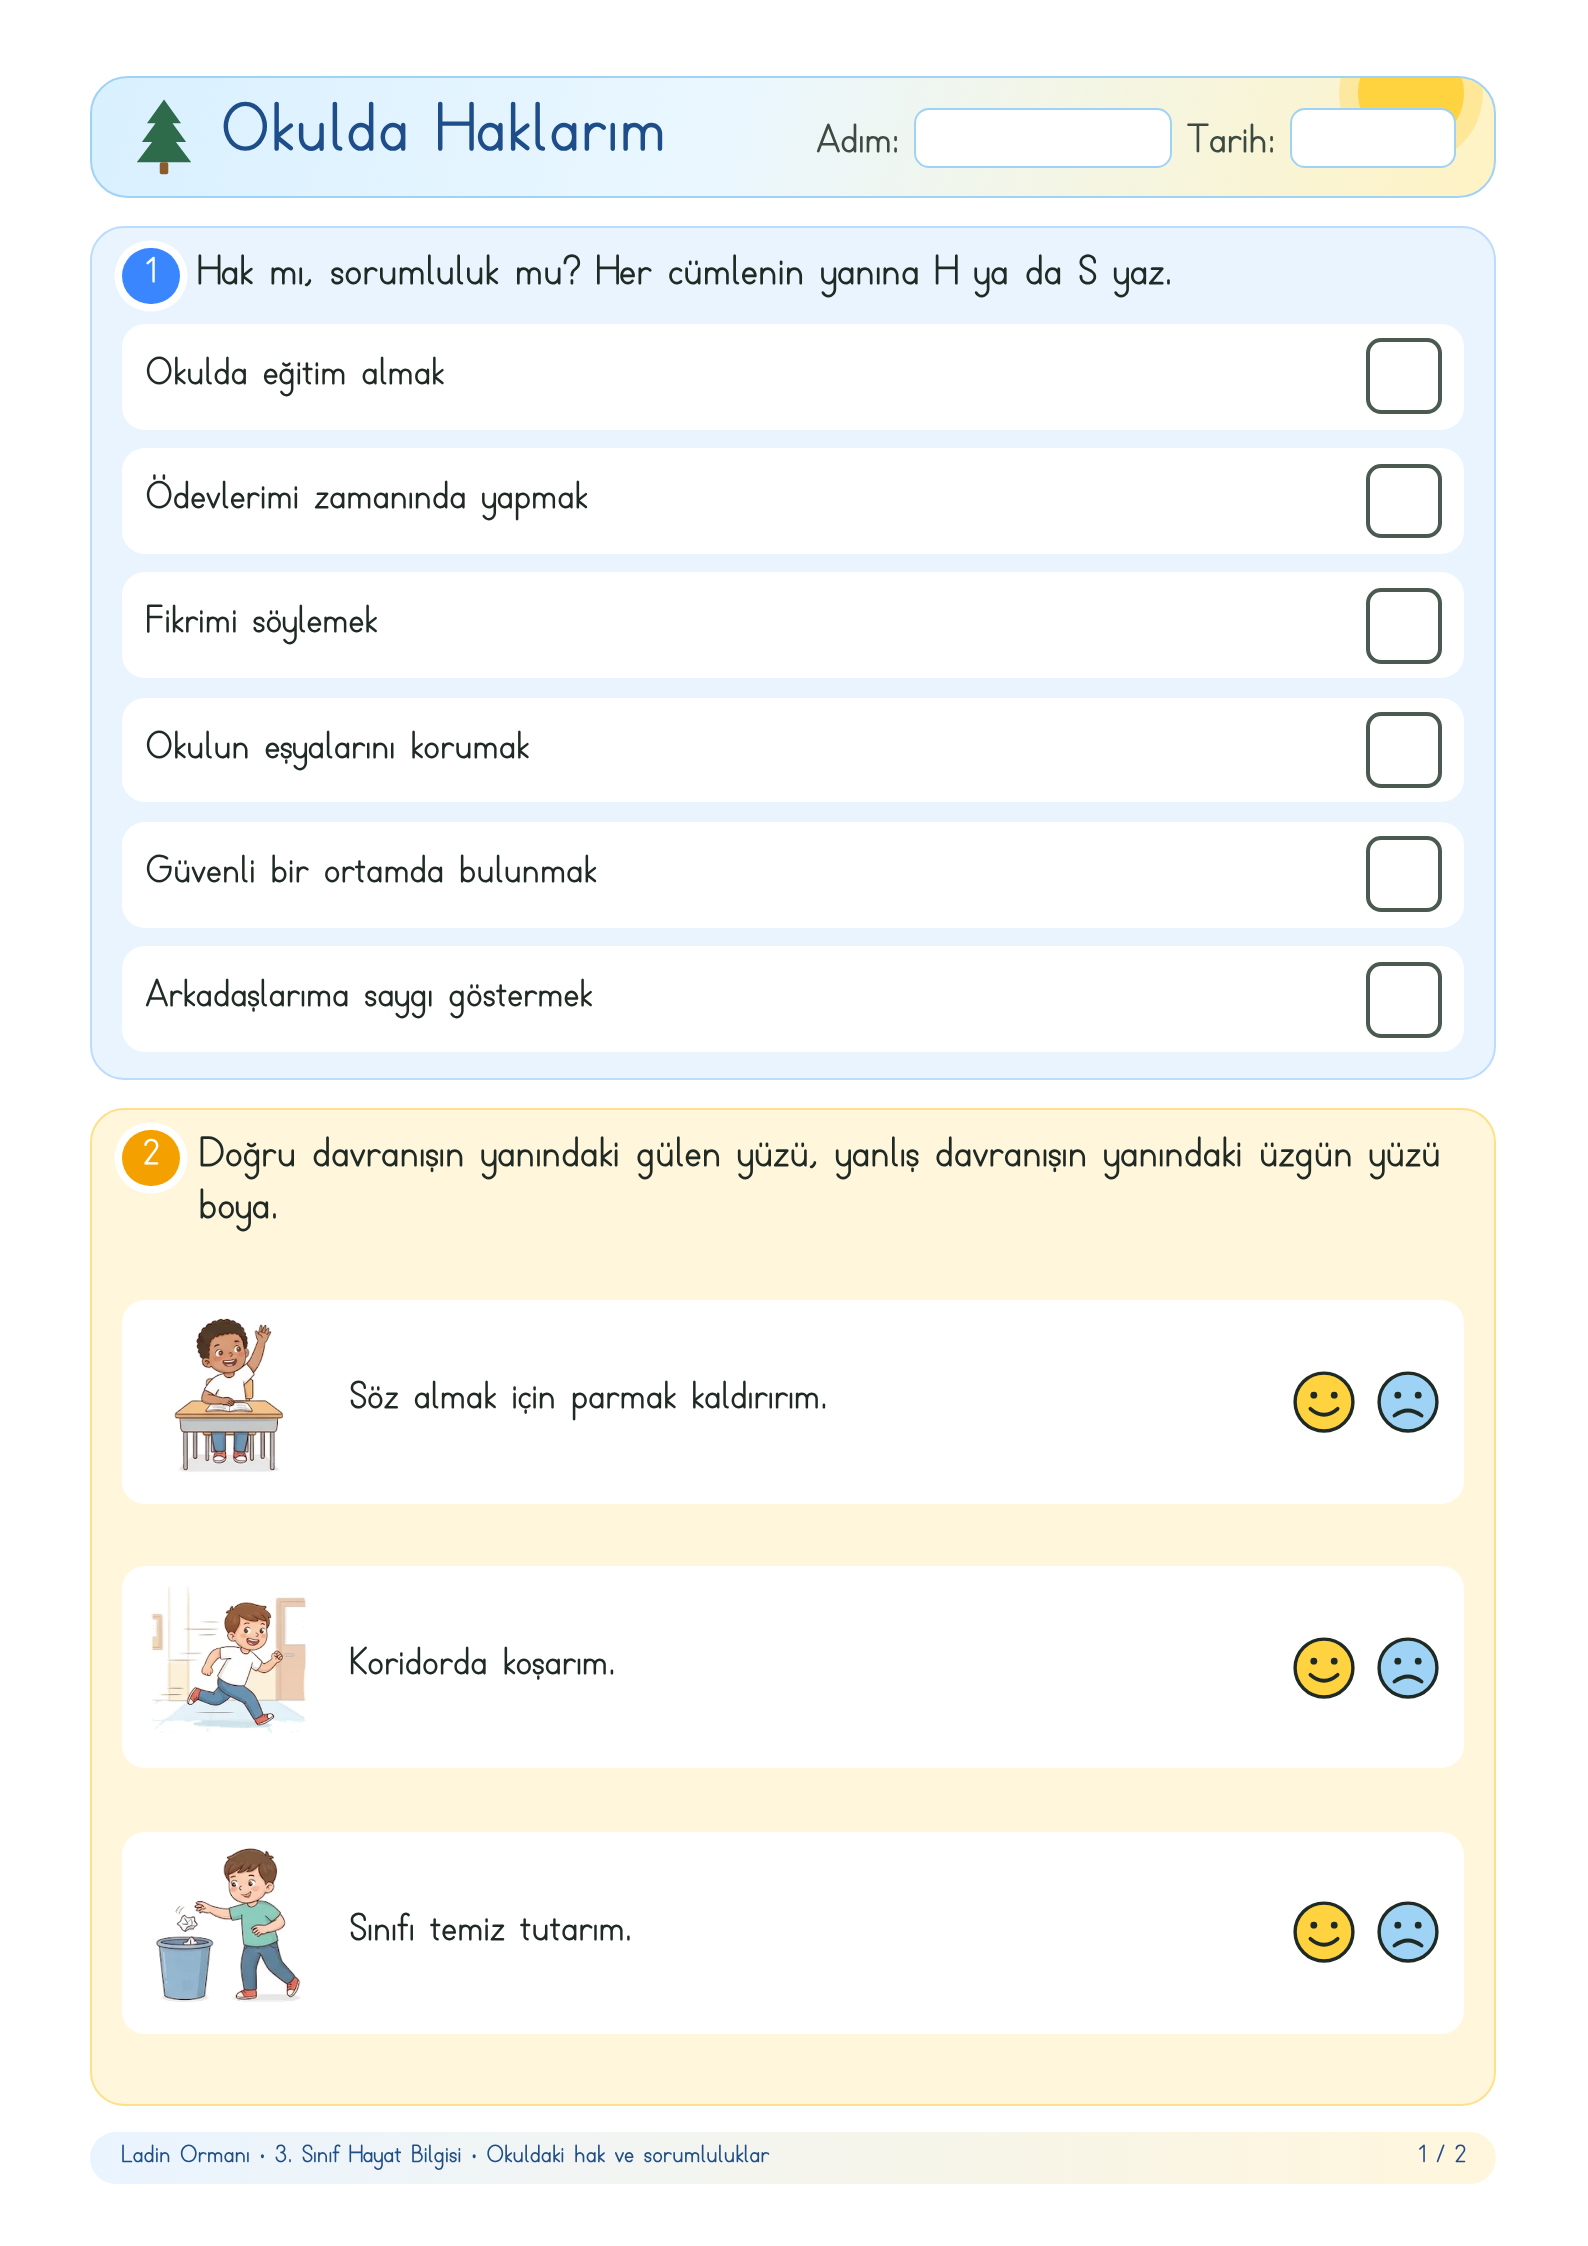 Okulda Haklarım
Adım:
Tarih:
1
Hak mı, sorumluluk mu? Her cümlenin yanına H ya da S yaz.
Okulda eğitim almak
Ödevlerimi zamanında yapmak
Fikrimi söylemek
Okulun eşyalarını korumak
Güvenli bir ortamda bulunmak
Arkadaşlarıma saygı göstermek
2
Doğru davranışın yanındaki gülen yüzü, yanlış davranışın yanındaki üzgün yüzü
boya.
Söz almak için parmak kaldırırım.
Koridorda koşarım.
Sınıfı temiz tutarım.
Ladin Ormanı • 3. Sınıf Hayat Bilgisi • Okuldaki hak ve sorumluluklar
1 / 2